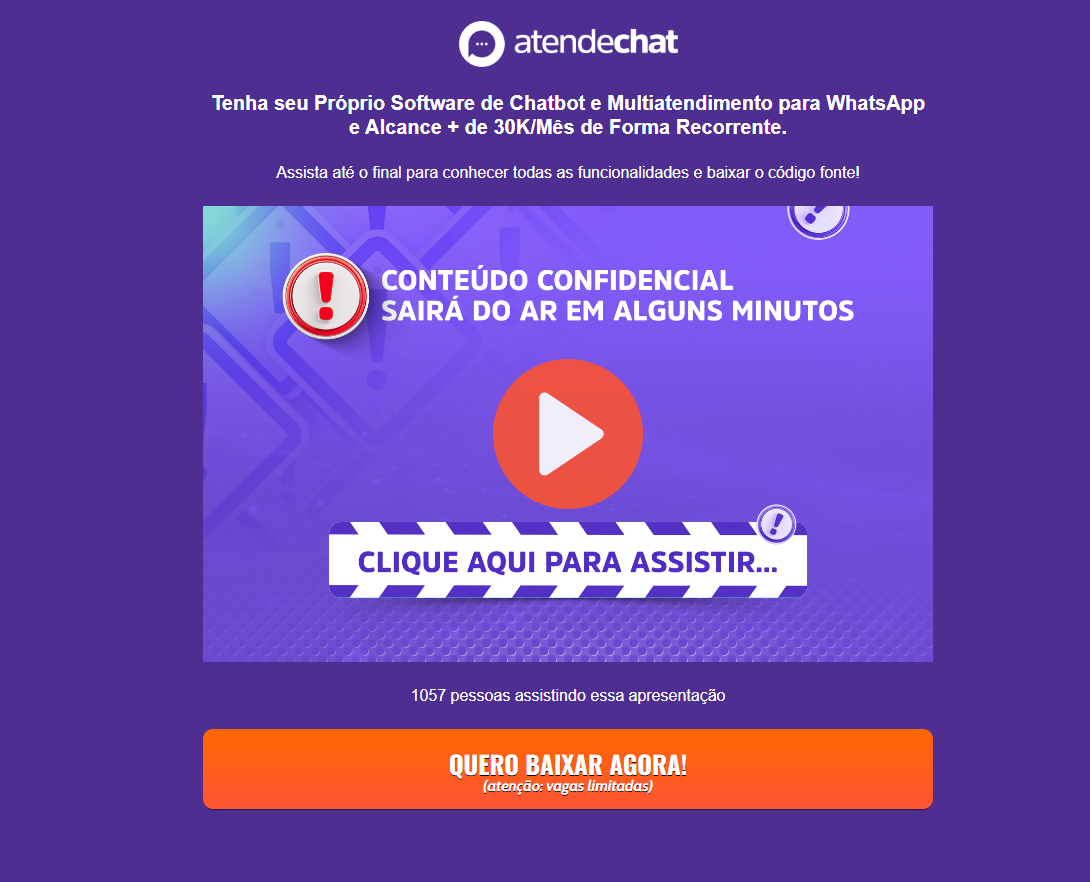 atendechat
Tenha seu Próprio Software de Chatbot e Multiatendimento para WhatsApp
e Alcance + de 30K/Mês de Forma Recorrente.
Assista até o final para conhecer todas as funcionalidades e baixar o código fonte!
CONTEÚDO CONFIDENCIAL
SAIRÁ DO AR EM ALGUNS MINUTOS
CLIQUE AQUI PARA ASSISTIR...
1057 pessoas assistindo essa apresentação
QUERO BAIXAR AGORA!
(atenção: vagas limitadas)